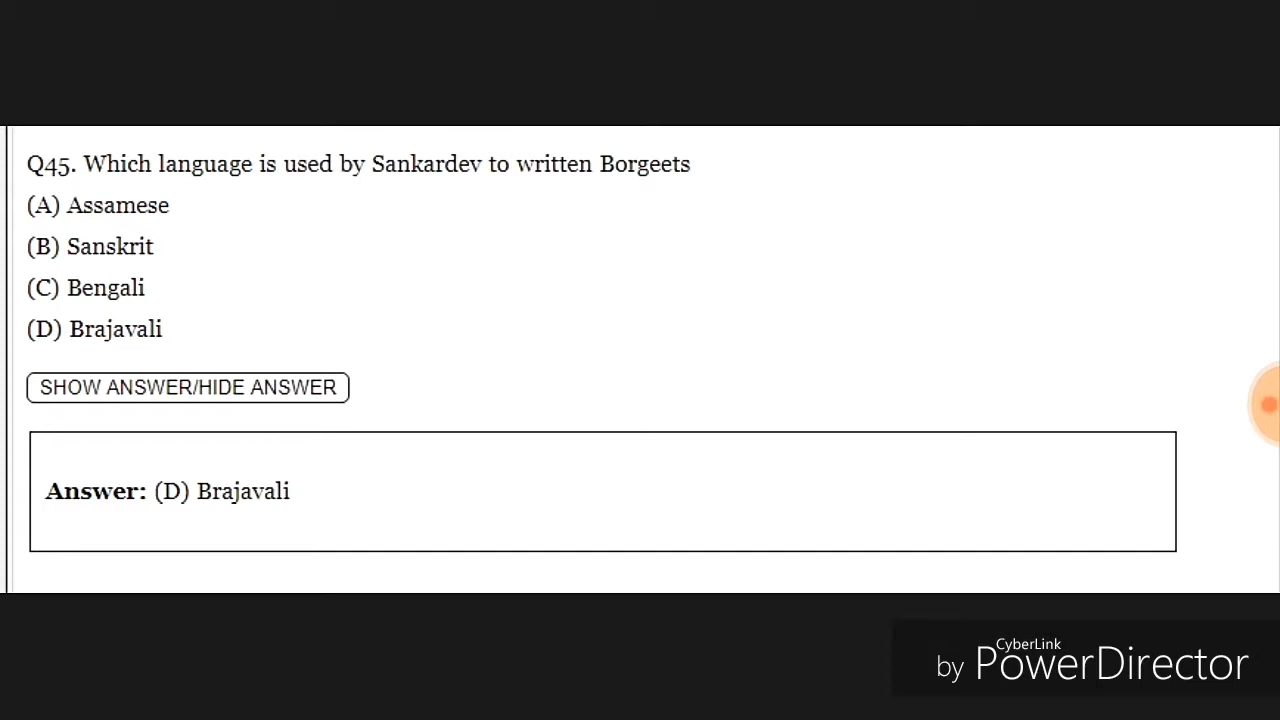 Q45. Which language is used by Sankardev to written Borgeets
(A) Assamese
(B) Sanskrit
(C) Bengali
(D) Brajavali
SHOW ANSWER/HIDE ANSWER
Answer: (D) Brajavali
CyberLink
by PowerDirector